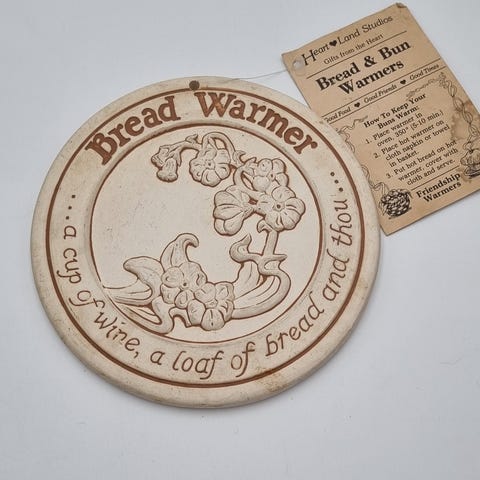 Bread Warmer
...a cup of wine, a loaf of bread and thou...
Heart ♥ Land Studios
Gifts from the Heart
Bread & Bun
Warmers
Good Food ♥ Good Friends ♥ Good Times
How To Keep Your
Buns Warm:
1. Place warmer in
oven, 350° (5-10 min.)
2. Place hot warmer on
cloth napkin or towel
in basket.
3. Put hot bread on hot
warmer, cover with
cloth and serve.
Friendship
Warmers